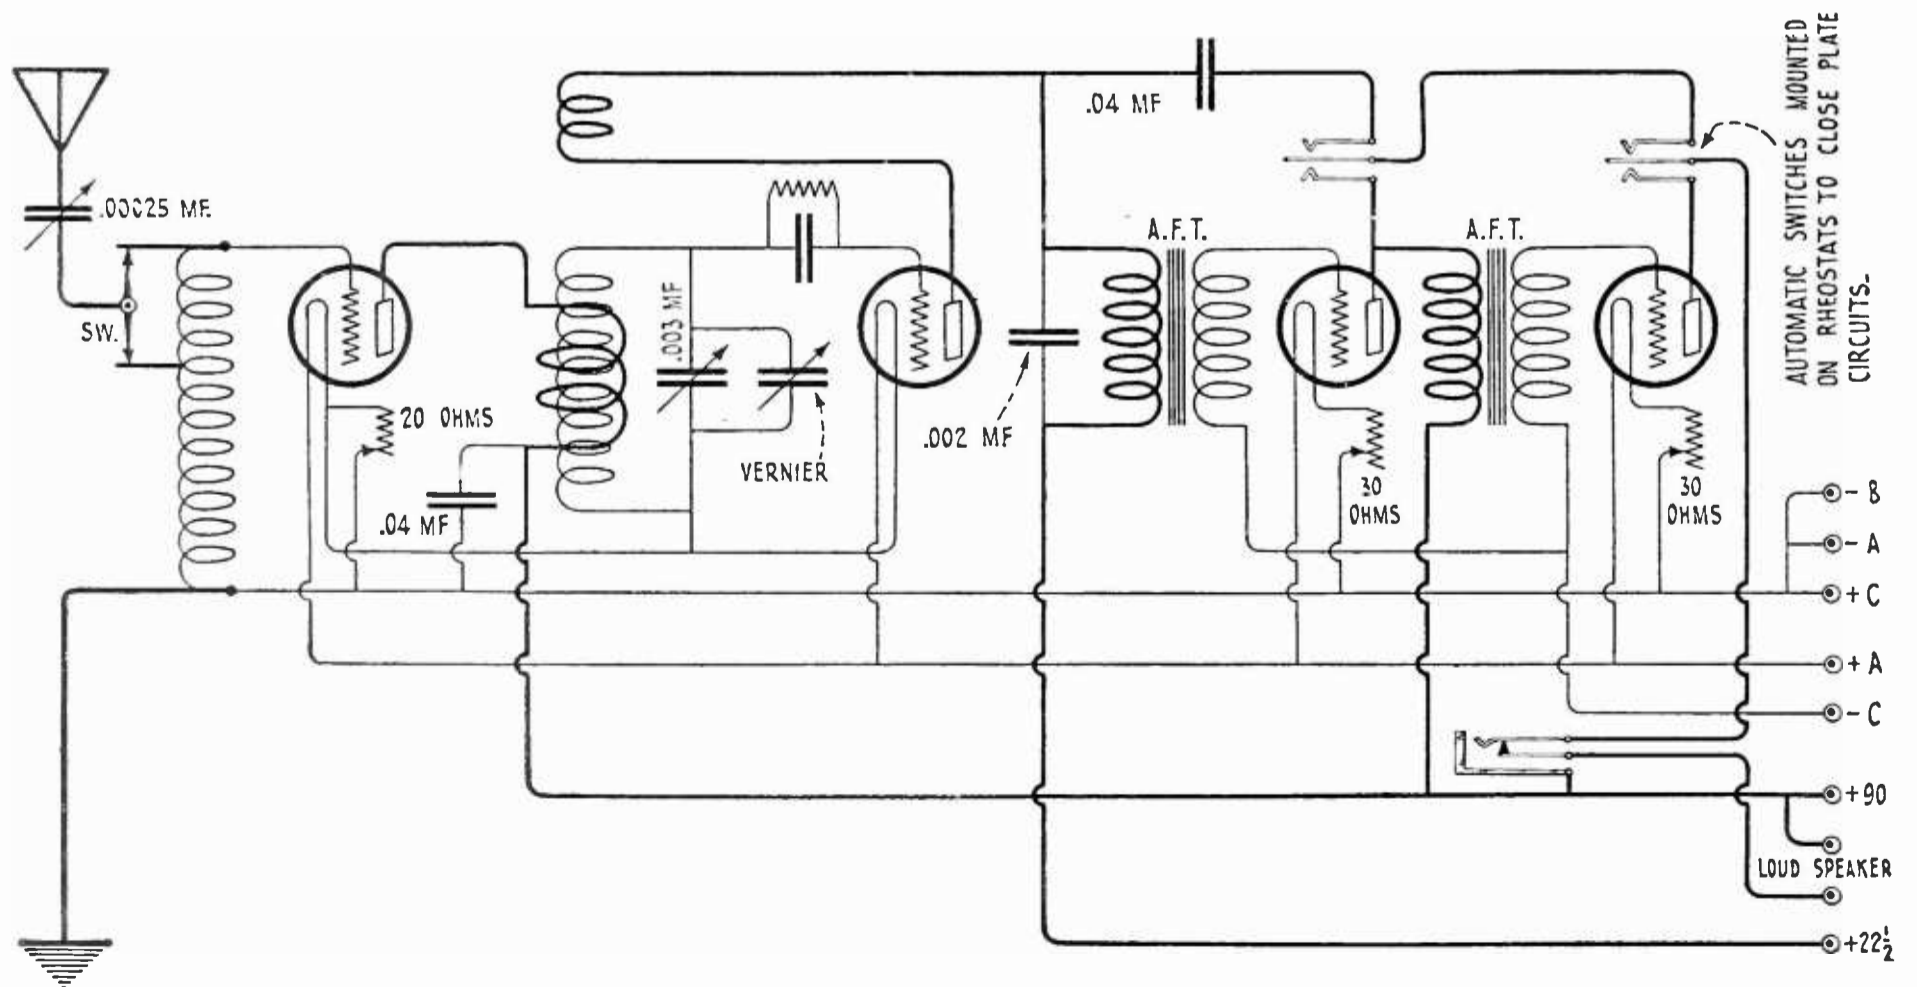 .00025 MF.
SW.
20 OHMS
.04 MF
.003 MF
VERNIER
.04 MF
.002 MF
A.F.T.
A.F.T.
30
OHMS
30
OHMS
AUTOMATIC SWITCHES MOUNTED
ON RHEOSTATS TO CLOSE PLATE
CIRCUITS.
- B
- A
+ C
+ A
- C
+90
LOUD SPEAKER
+22½